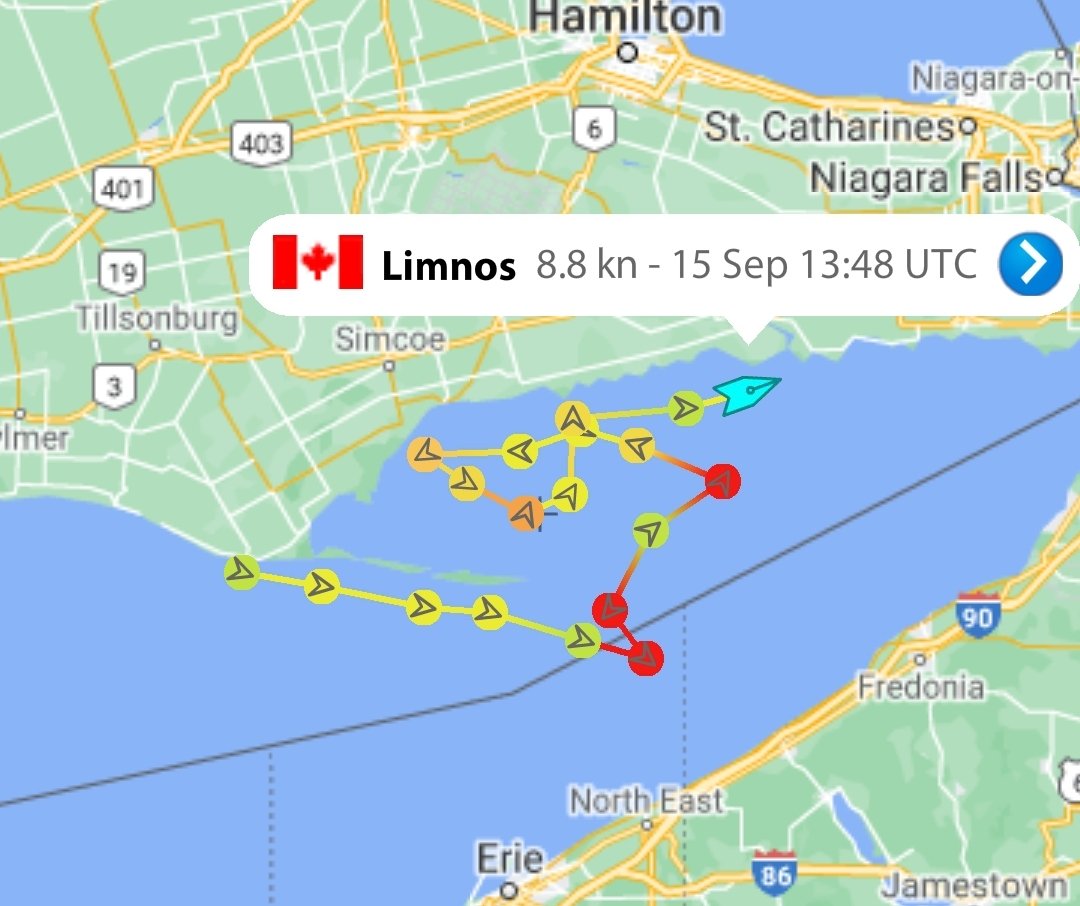 Hamilton
Niagara-on-
6
St. Catharines
403
Niagara Falls
401
Limnos 8.8 kn - 15 Sep 13:48 UTC
19
Tillsonburg
Simcoe
3
ylmer
90
Fredonia
North East
Erie
86
Jamestown